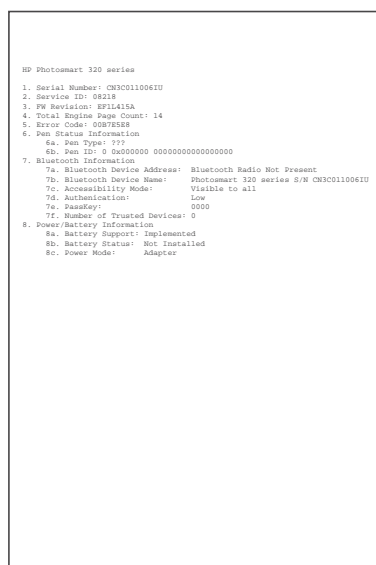 HP Photosmart 320 series
1. Serial Number: CN3C011006IU
2. Service ID: 08218
3. FW Revision: EF1L415A
4. Total Engine Page Count: 14
5. Error Code: 00B7E5E8
6. Pen Status Information
6a. Pen Type: ???
6b. Pen ID: 0 0x000000 0000000000000000
7. Bluetooth Information
7a. Bluetooth Device Address: Bluetooth Radio Not Present
7b. Bluetooth Device Name: Photosmart 320 series S/N CN3C011006IU
7c. Accessibility Mode: Visible to all
7d. Authenication: Low
7e. PassKey: 0000
7f. Number of Trusted Devices: 0
8. Power/Battery Information
8a. Battery Support: Implemented
8b. Battery Status: Not Installed
8c. Power Mode: Adapter